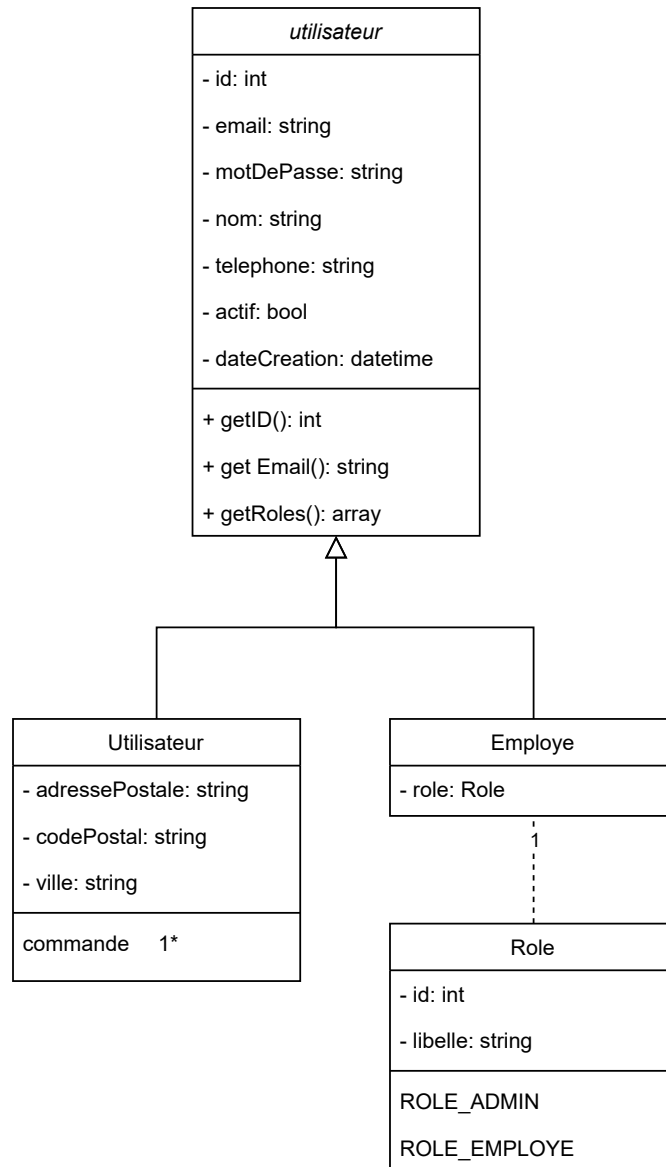 utilisateur
- id: int
- email: string
- motDePasse: string
- nom: string
- telephone: string
- actif: bool
- dateCreation: datetime
+ getID(): int
+ get Email(): string
+ getRoles(): array
Utilisateur
- adressePostale: string
- codePostal: string
- ville: string
commande 1*
Employe
- role: Role
1
Role
- id: int
- libelle: string
ROLE_ADMIN
ROLE_EMPLOYE